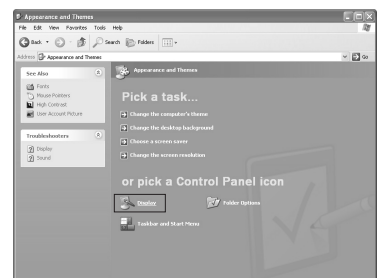 Appearance and Themes
File Edit View Favorites Tools Help
Back Search Folders
Address Appearance and Themes Go
See Also
Fonts
Mouse Pointers
High Contrast
User Account Picture
Troubleshooters
Display
Sound
Appearance and Themes
Pick a task...
Change the computer's theme
Change the desktop background
Choose a screen saver
Change the screen resolution
or pick a Control Panel icon
Display Folder Options
Taskbar and Start Menu